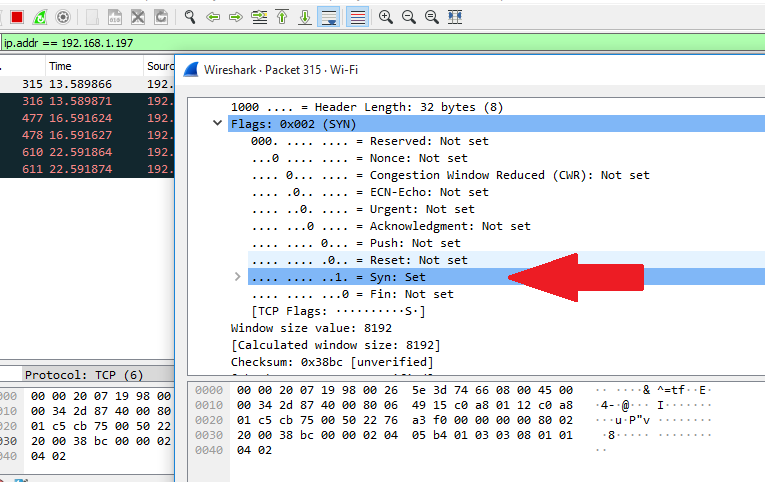 ip.addr == 192.168.1.197
Time Sourc
315 13.589866 192.
316 13.589871 192.
477 16.591624 192.
478 16.591627 192.
610 22.591864 192.
611 22.591874 192.
Protocol: TCP (6)
000 00 00 20 07 19 98 00
010 00 34 2d 87 40 00 80
020 01 c5 cb 75 00 50 22
030 20 00 38 bc 00 00 02
040 04 02
Wireshark · Packet 315 · Wi-Fi
1000 .... = Header Length: 32 bytes (8)
Flags: 0x002 (SYN)
000. .... .... = Reserved: Not set
...0 .... .... = Nonce: Not set
.... 0... .... = Congestion Window Reduced (CWR): Not set
.... .0.. .... = ECN-Echo: Not set
.... ..0. .... = Urgent: Not set
.... ...0 .... = Acknowledgment: Not set
.... .... 0... = Push: Not set
.... .... .0.. = Reset: Not set
.... .... ..1. = Syn: Set
.... .... ...0 = Fin: Not set
[TCP Flags: ··········S·]
Window size value: 8192
[Calculated window size: 8192]
Checksum: 0x38bc [unverified]
0000 00 00 20 07 19 98 00 26 5e 3d 74 66 08 00 45 00 ·· ····& ^=tf··E·
0010 00 34 2d 87 40 00 80 06 49 15 c0 a8 01 12 c0 a8 ·4-·@··· I·······
0020 01 c5 cb 75 00 50 22 76 a3 f0 00 00 00 00 80 02 ···u·P"v ········
0030 20 00 38 bc 00 00 02 04 05 b4 01 03 03 08 01 01 ·8····· ········
0040 04 02 ··